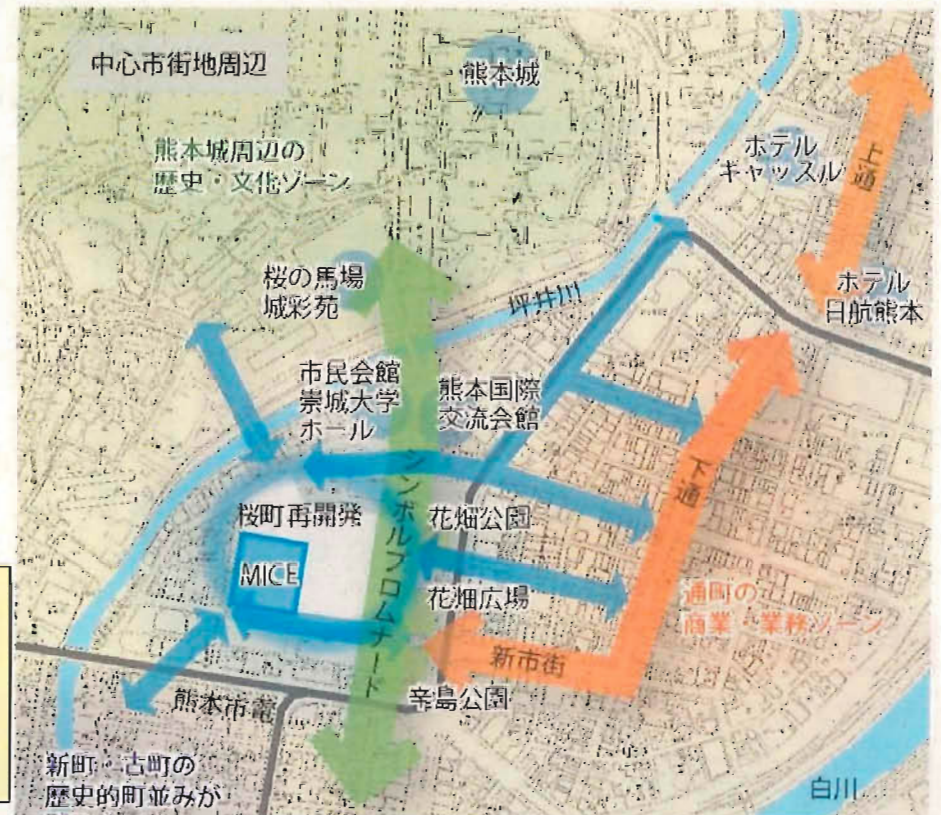 中心市街地周辺
熊本城
熊本城周辺の
歴史・文化ゾーン
ホテル
キャッスル
上通
桜の馬場
城彩苑
坪井川
ホテル
日航熊本
市民会館
崇城大学
ホール
熊本国際
交流会館
下通
シンボルプロムナード
桜町再開発
花畑公園
MICE
花畑広場
通町の
商業・業務ゾーン
新市街
辛島公園
熊本市電
新町・古町の
歴史的町並みが
白川